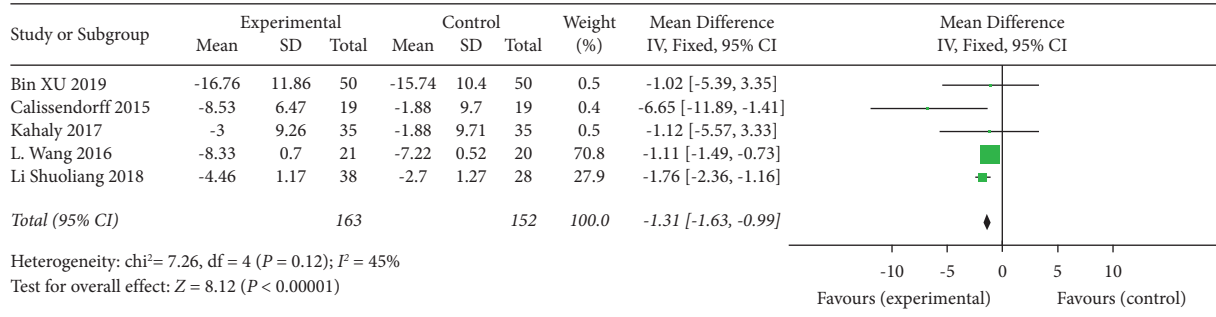 Study or Subgroup Experimental Control Weight (%) Mean Difference IV, Fixed, 95% CI Mean Difference IV, Fixed, 95% CI
Mean SD Total Mean SD Total
Bin XU 2019 -16.76 11.86 50 -15.74 10.4 50 0.5 -1.02 [-5.39, 3.35]
Calissendorff 2015 -8.53 6.47 19 -1.88 9.7 19 0.4 -6.65 [-11.89, -1.41]
Kahaly 2017 -3 9.26 35 -1.88 9.71 35 0.5 -1.12 [-5.57, 3.33]
L. Wang 2016 -8.33 0.7 21 -7.22 0.52 20 70.8 -1.11 [-1.49, -0.73]
Li Shuoliang 2018 -4.46 1.17 38 -2.7 1.27 28 27.9 -1.76 [-2.36, -1.16]
Total (95% CI) 163 152 100.0 -1.31 [-1.63, -0.99]
Heterogeneity: chi²= 7.26, df = 4 (P = 0.12); I² = 45%
Test for overall effect: Z = 8.12 (P < 0.00001)
-10 -5 0 5 10
Favours (experimental) Favours (control)